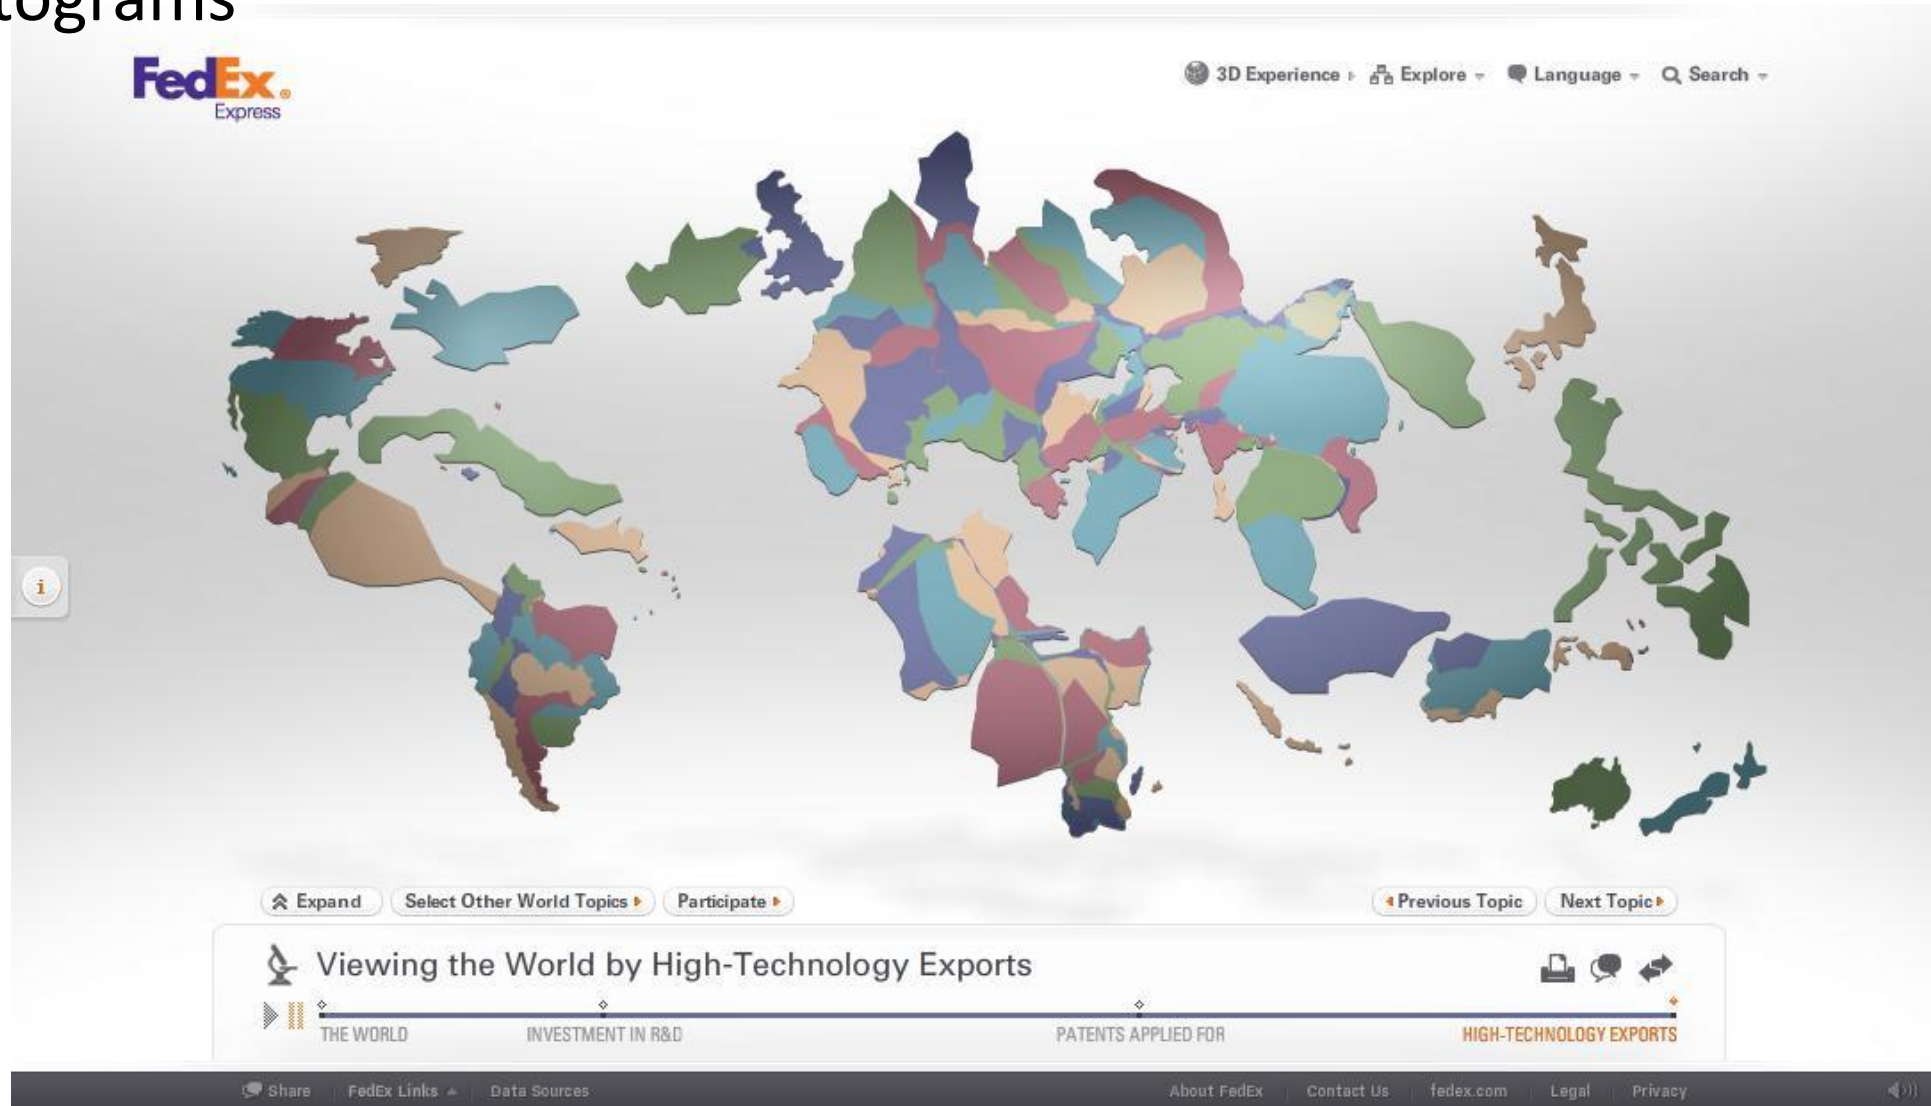 tograms
FedEx®
Express
3D Experience Explore Language Search
i
Expand Select Other World Topics Participate Previous Topic Next Topic
Viewing the World by High-Technology Exports
THE WORLD INVESTMENT IN R&D PATENTS APPLIED FOR HIGH-TECHNOLOGY EXPORTS
Share FedEx Links Data Sources About FedEx Contact Us fedex.com Legal Privacy